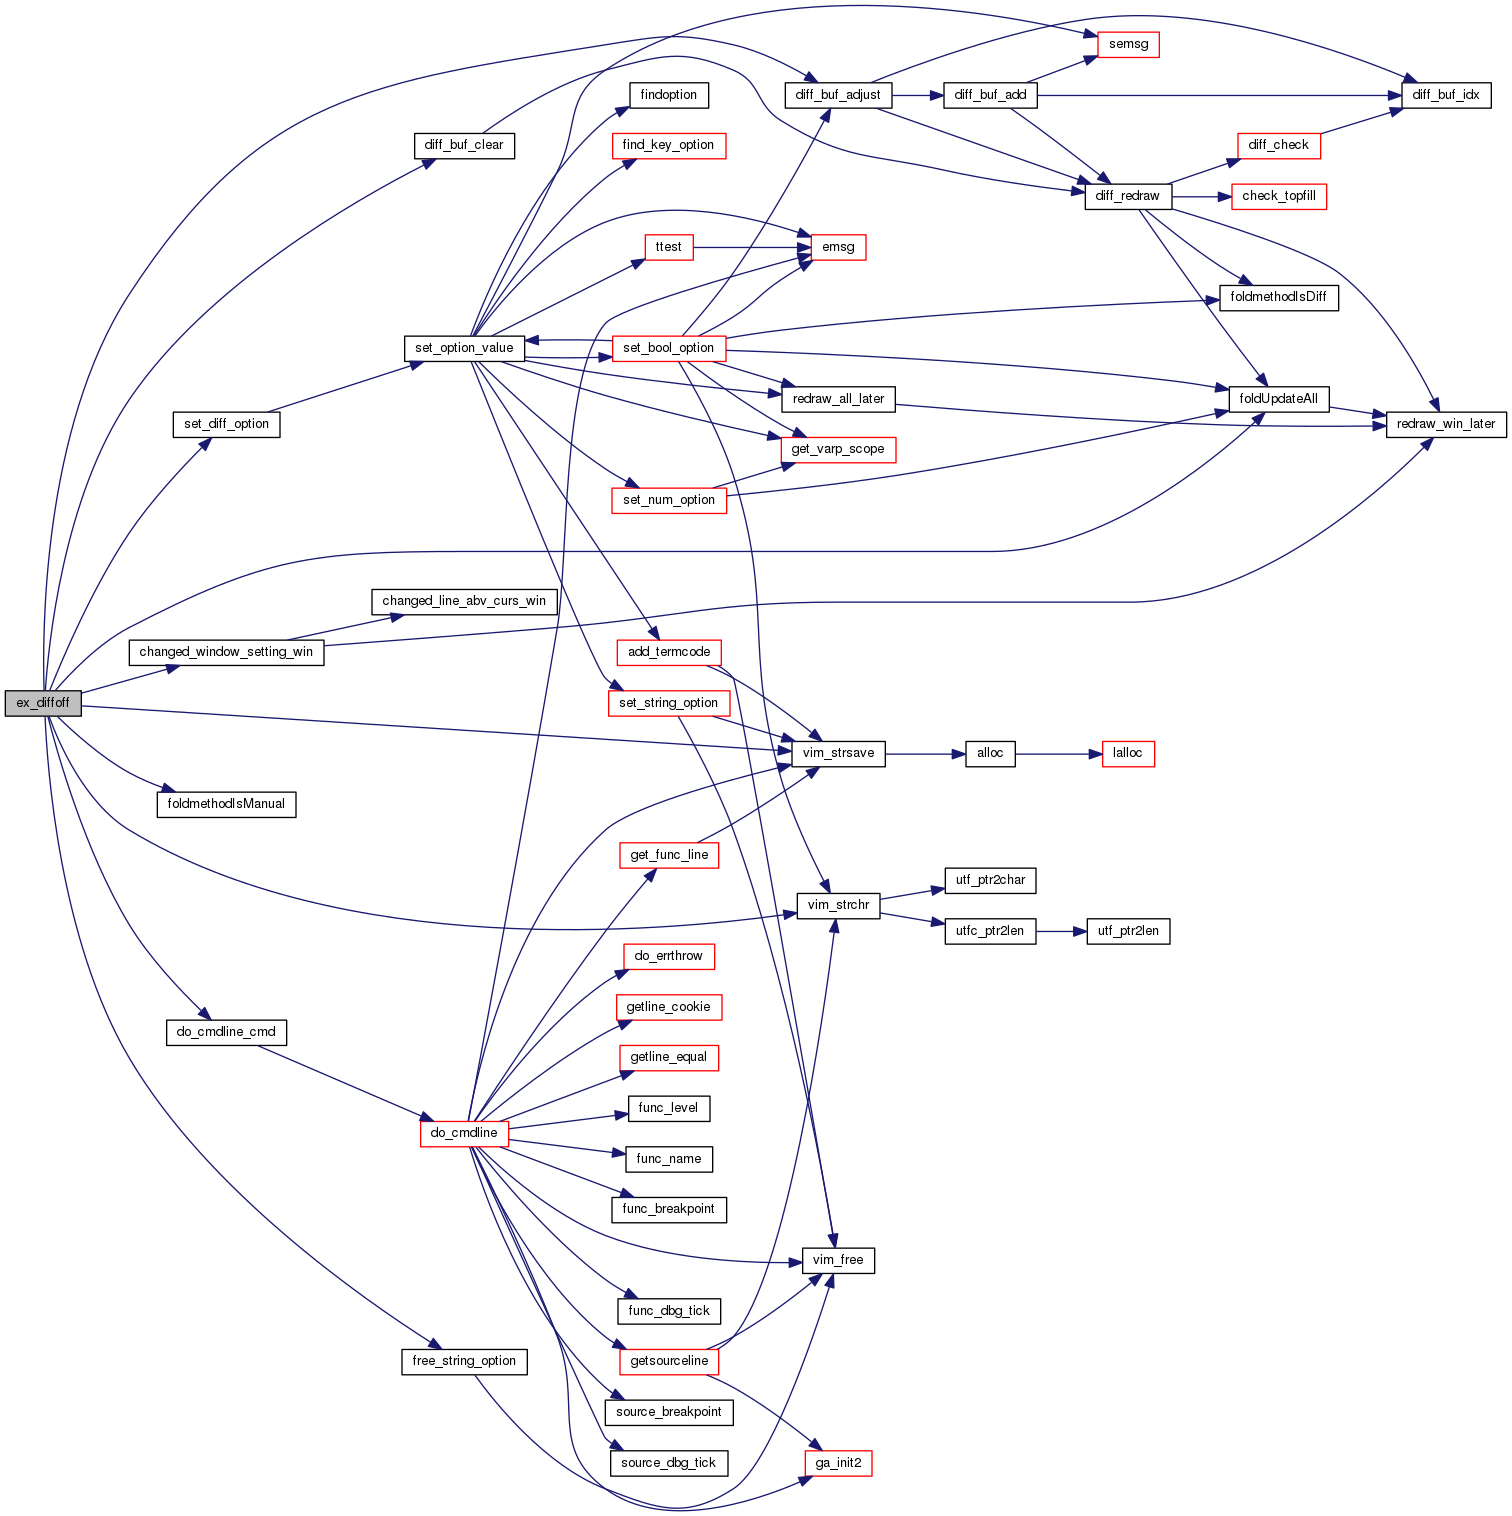 semsg
findoption
diff_buf_adjust
diff_buf_add
diff_buf_idx
diff_buf_clear
find_key_option
diff_check
diff_redraw
check_topfill
ttest
emsg
foldmethodIsDiff
set_option_value
set_bool_option
redraw_all_later
foldUpdateAll
set_diff_option
redraw_win_later
get_varp_scope
set_num_option
changed_line_abv_curs_win
changed_window_setting_win
add_termcode
ex_diffoff
set_string_option
vim_strsave
alloc
lalloc
foldmethodIsManual
get_func_line
utf_ptr2char
vim_strchr
utfc_ptr2len
utf_ptr2len
do_errthrow
getline_cookie
do_cmdline_cmd
getline_equal
func_level
do_cmdline
func_name
func_breakpoint
vim_free
func_dbg_tick
free_string_option
getsourceline
source_breakpoint
source_dbg_tick
ga_init2